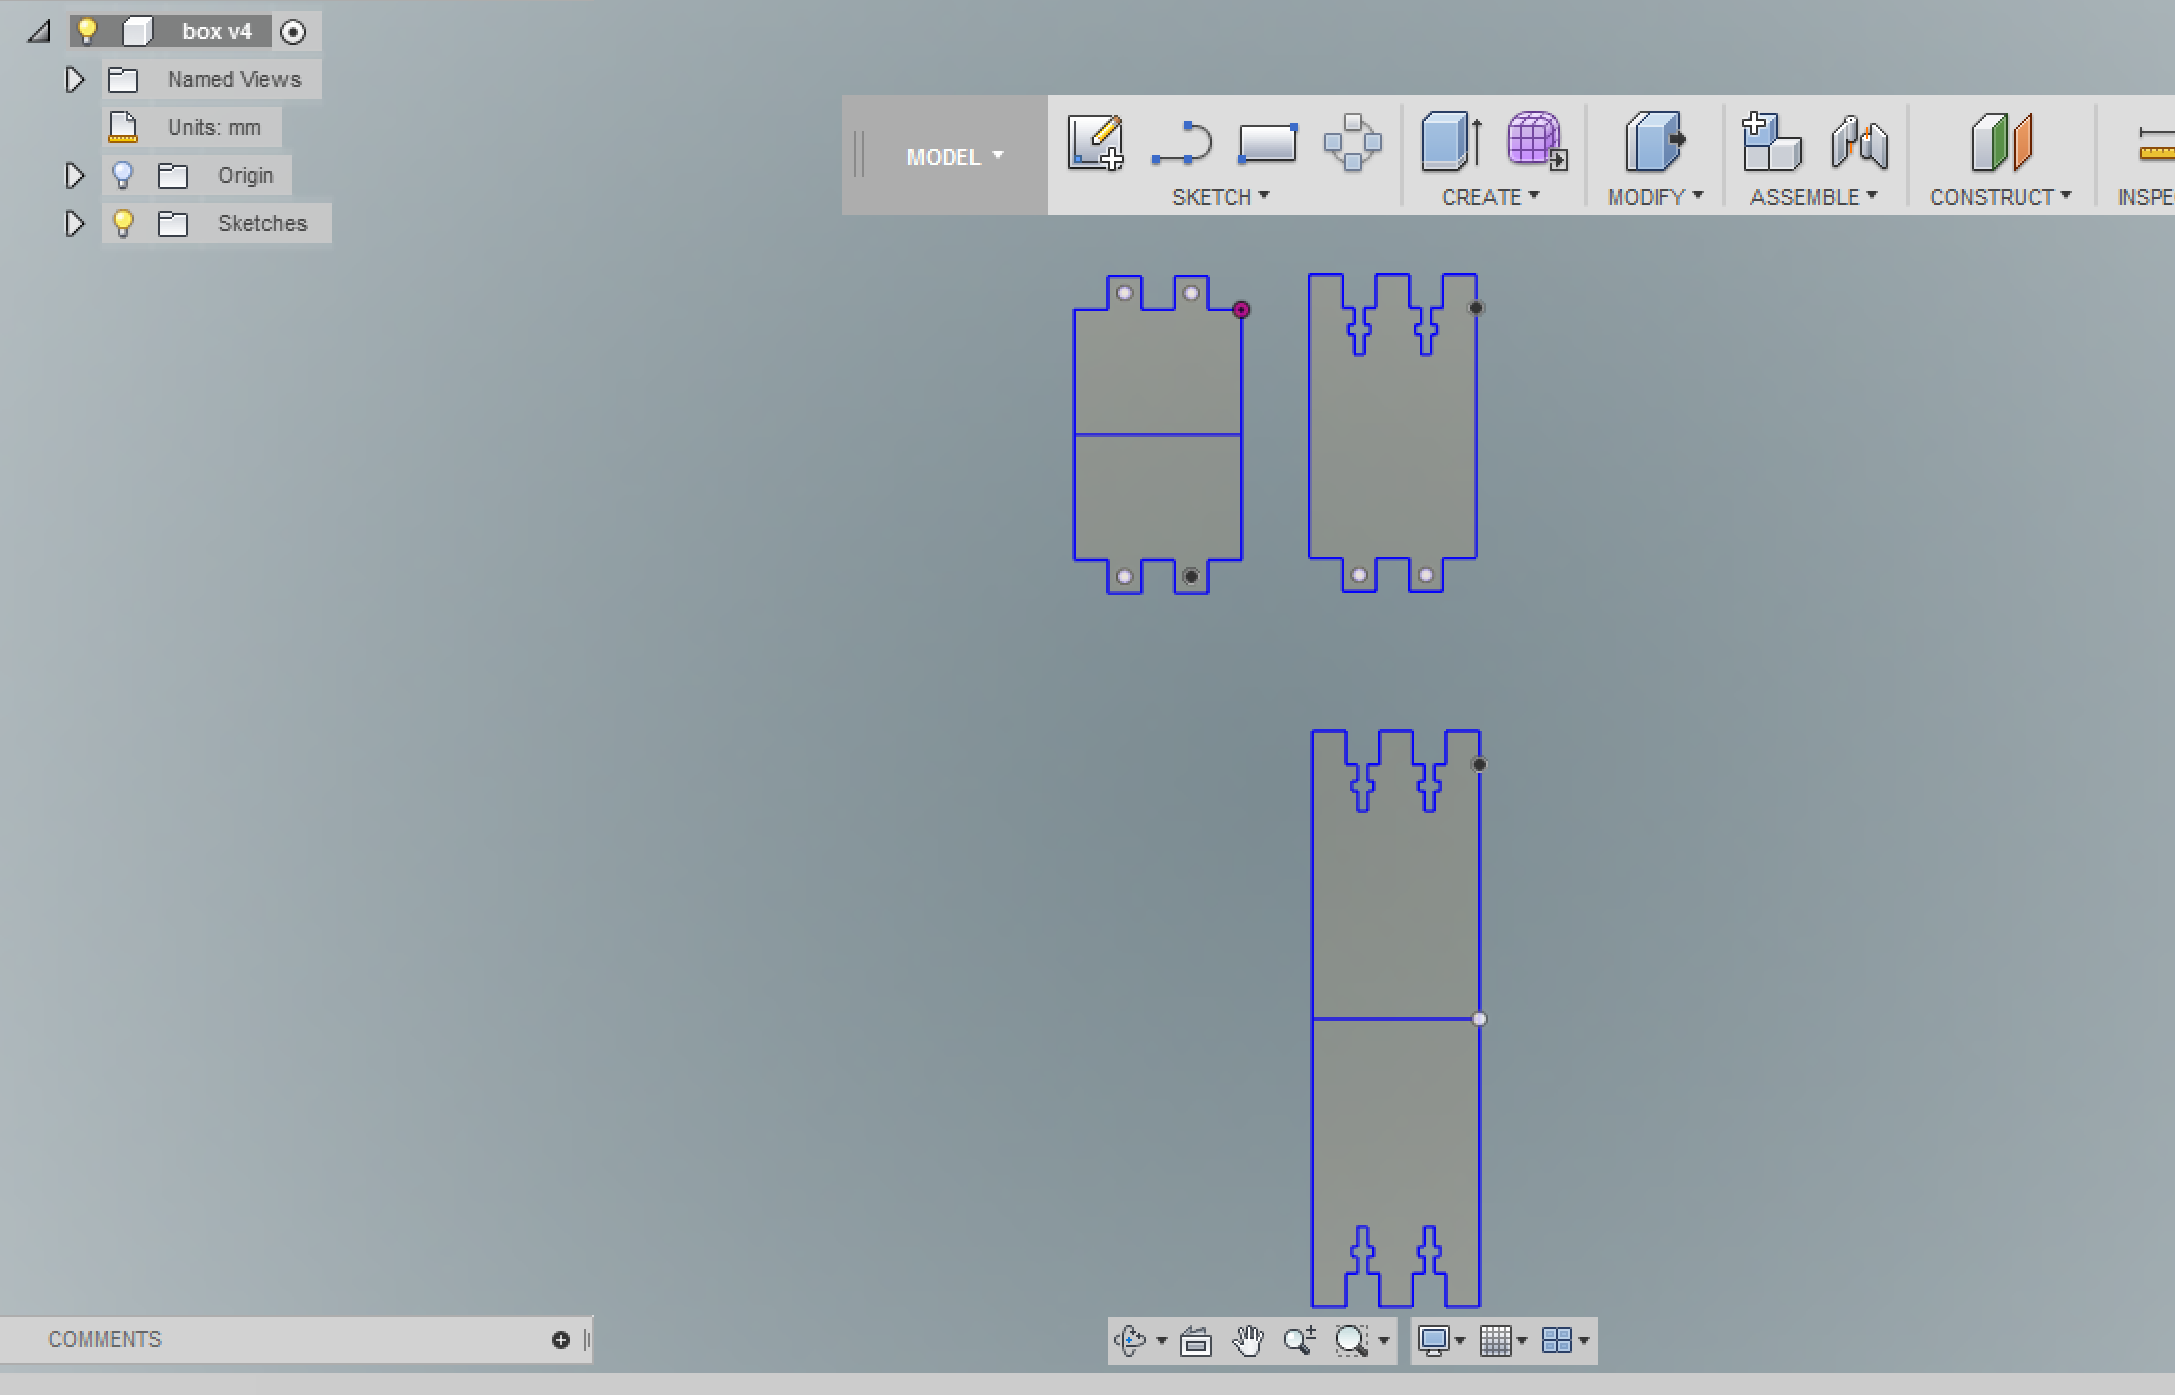 box v4
Named Views
Units: mm
Origin
Sketches
MODEL
SKETCH
CREATE
MODIFY
ASSEMBLE
CONSTRUCT
INSPE
COMMENTS